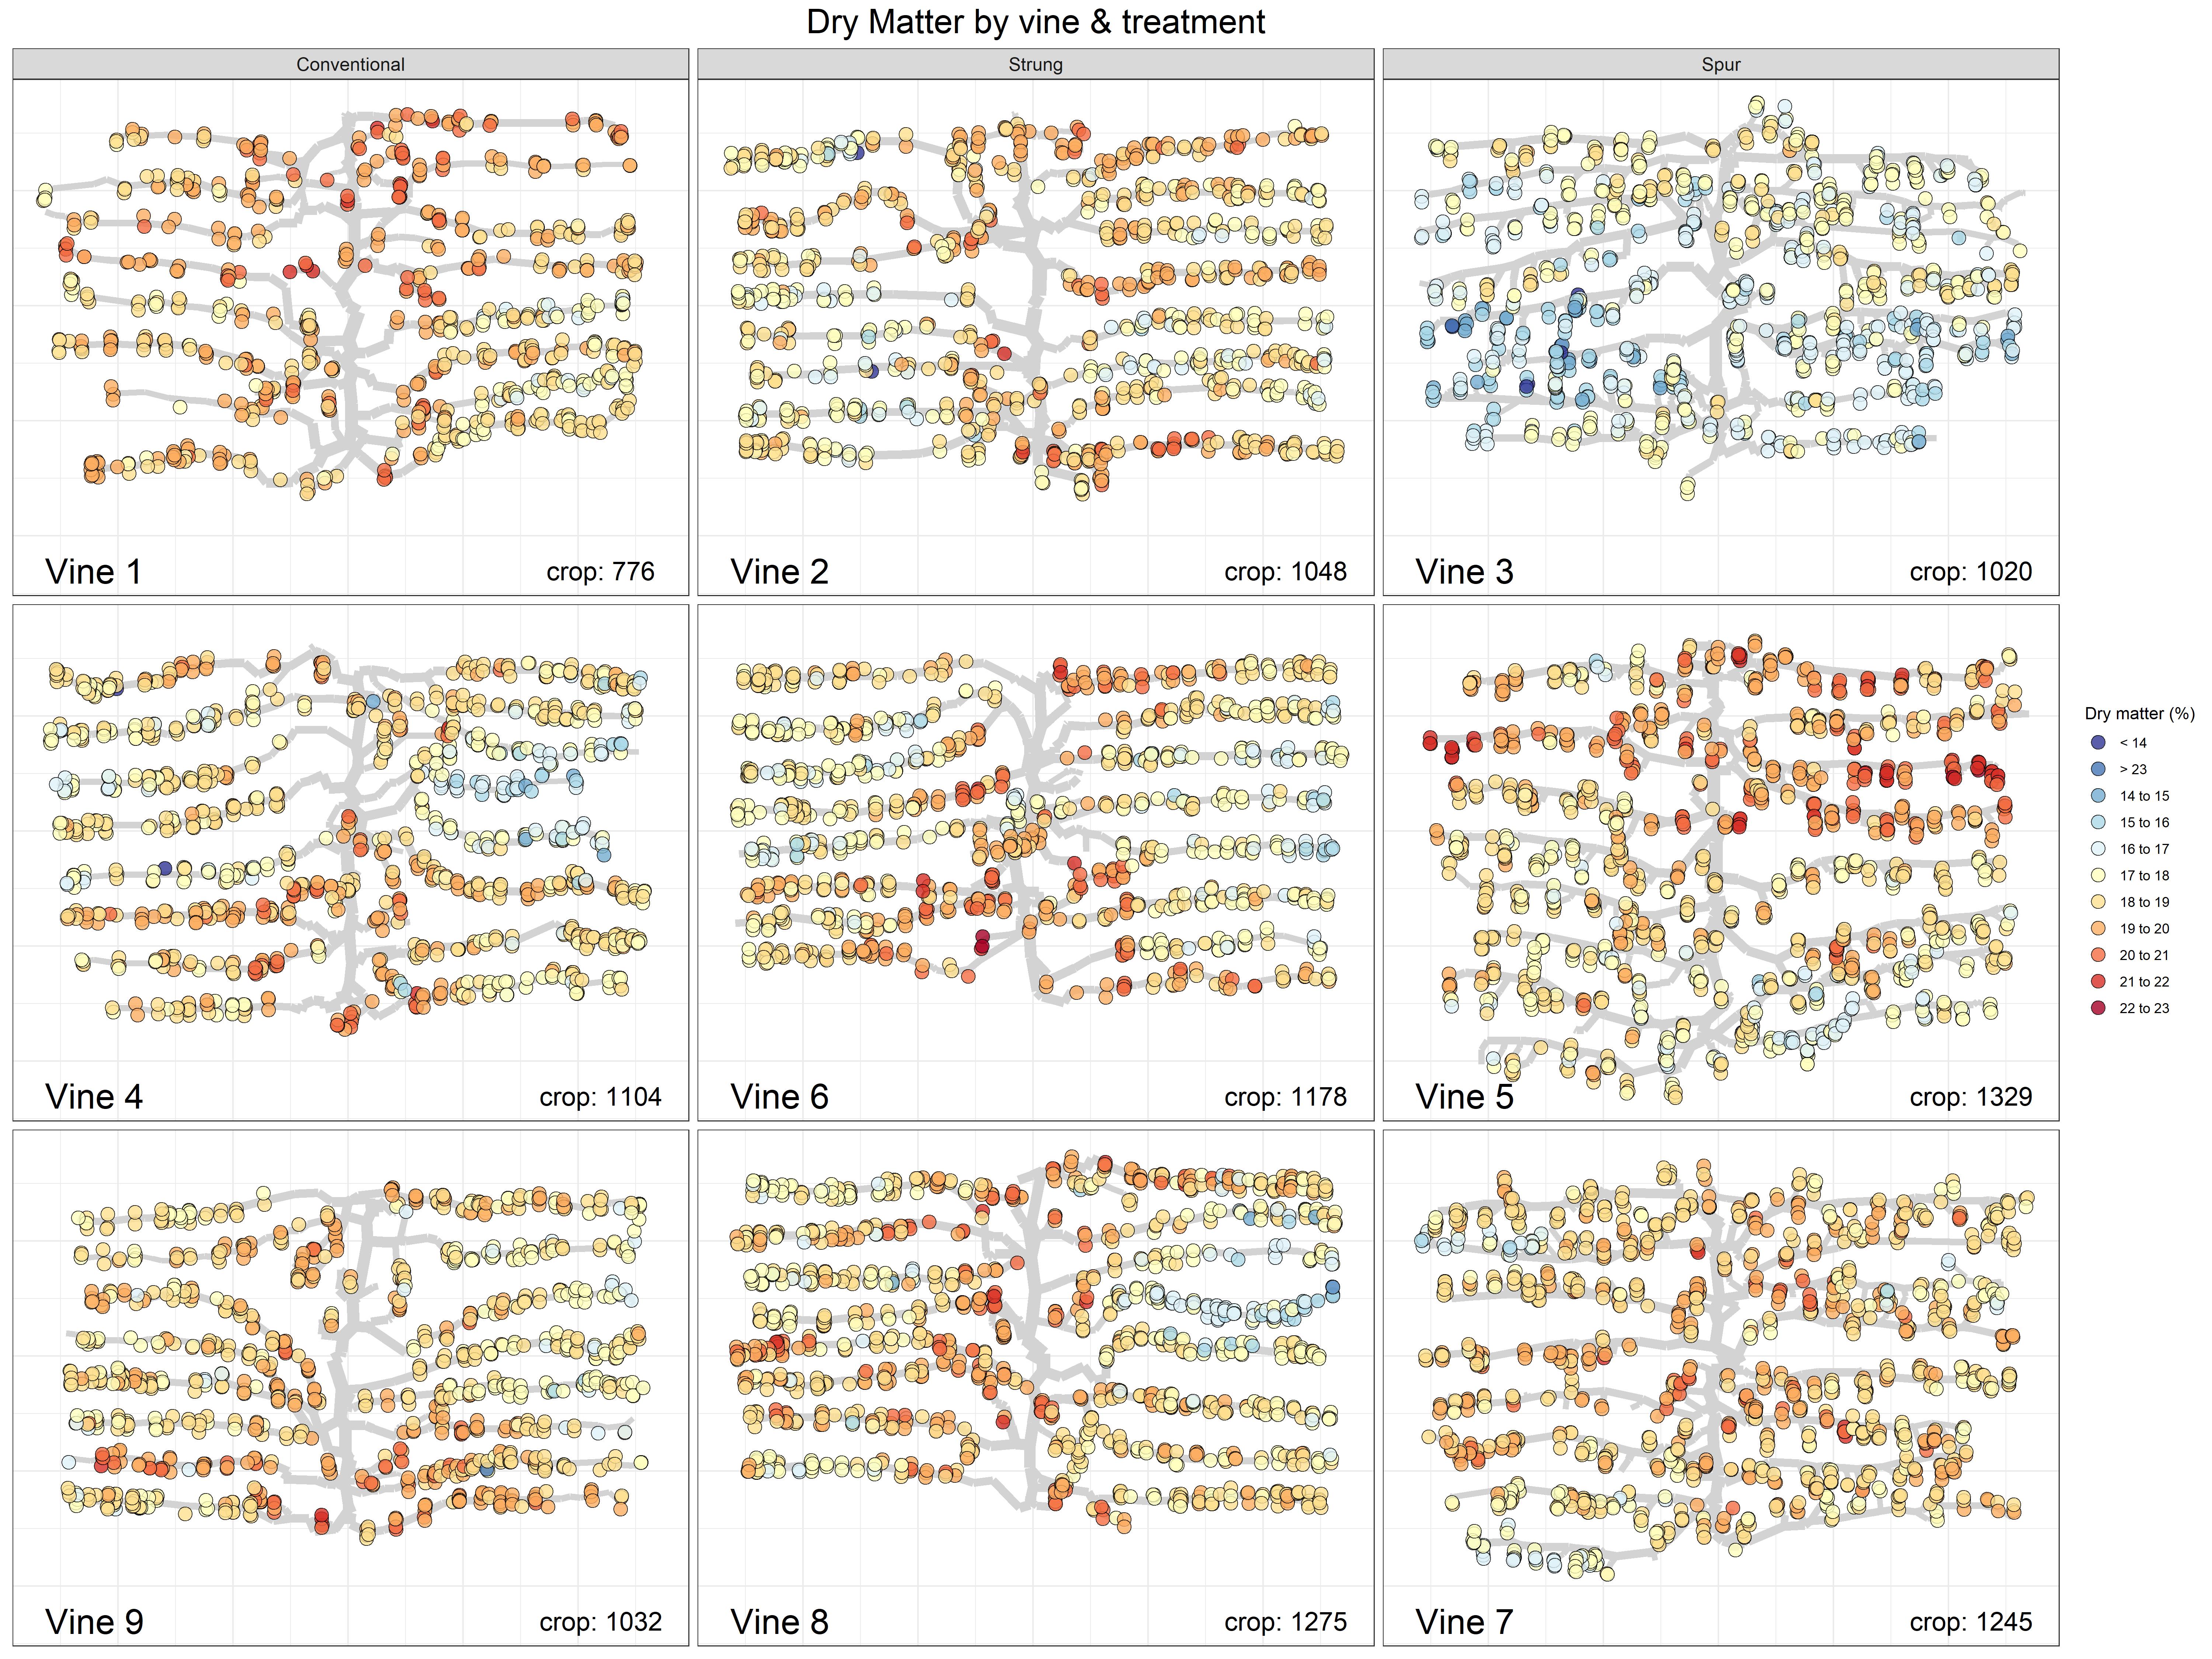 Dry Matter by vine & treatment
Conventional
Strung
Spur
Vine 1
crop: 776
Vine 2
crop: 1048
Vine 3
crop: 1020
Vine 4
crop: 1104
Vine 6
crop: 1178
Vine 5
crop: 1329
Vine 9
crop: 1032
Vine 8
crop: 1275
Vine 7
crop: 1245
Dry matter (%)
< 14
> 23
14 to 15
15 to 16
16 to 17
17 to 18
18 to 19
19 to 20
20 to 21
21 to 22
22 to 23